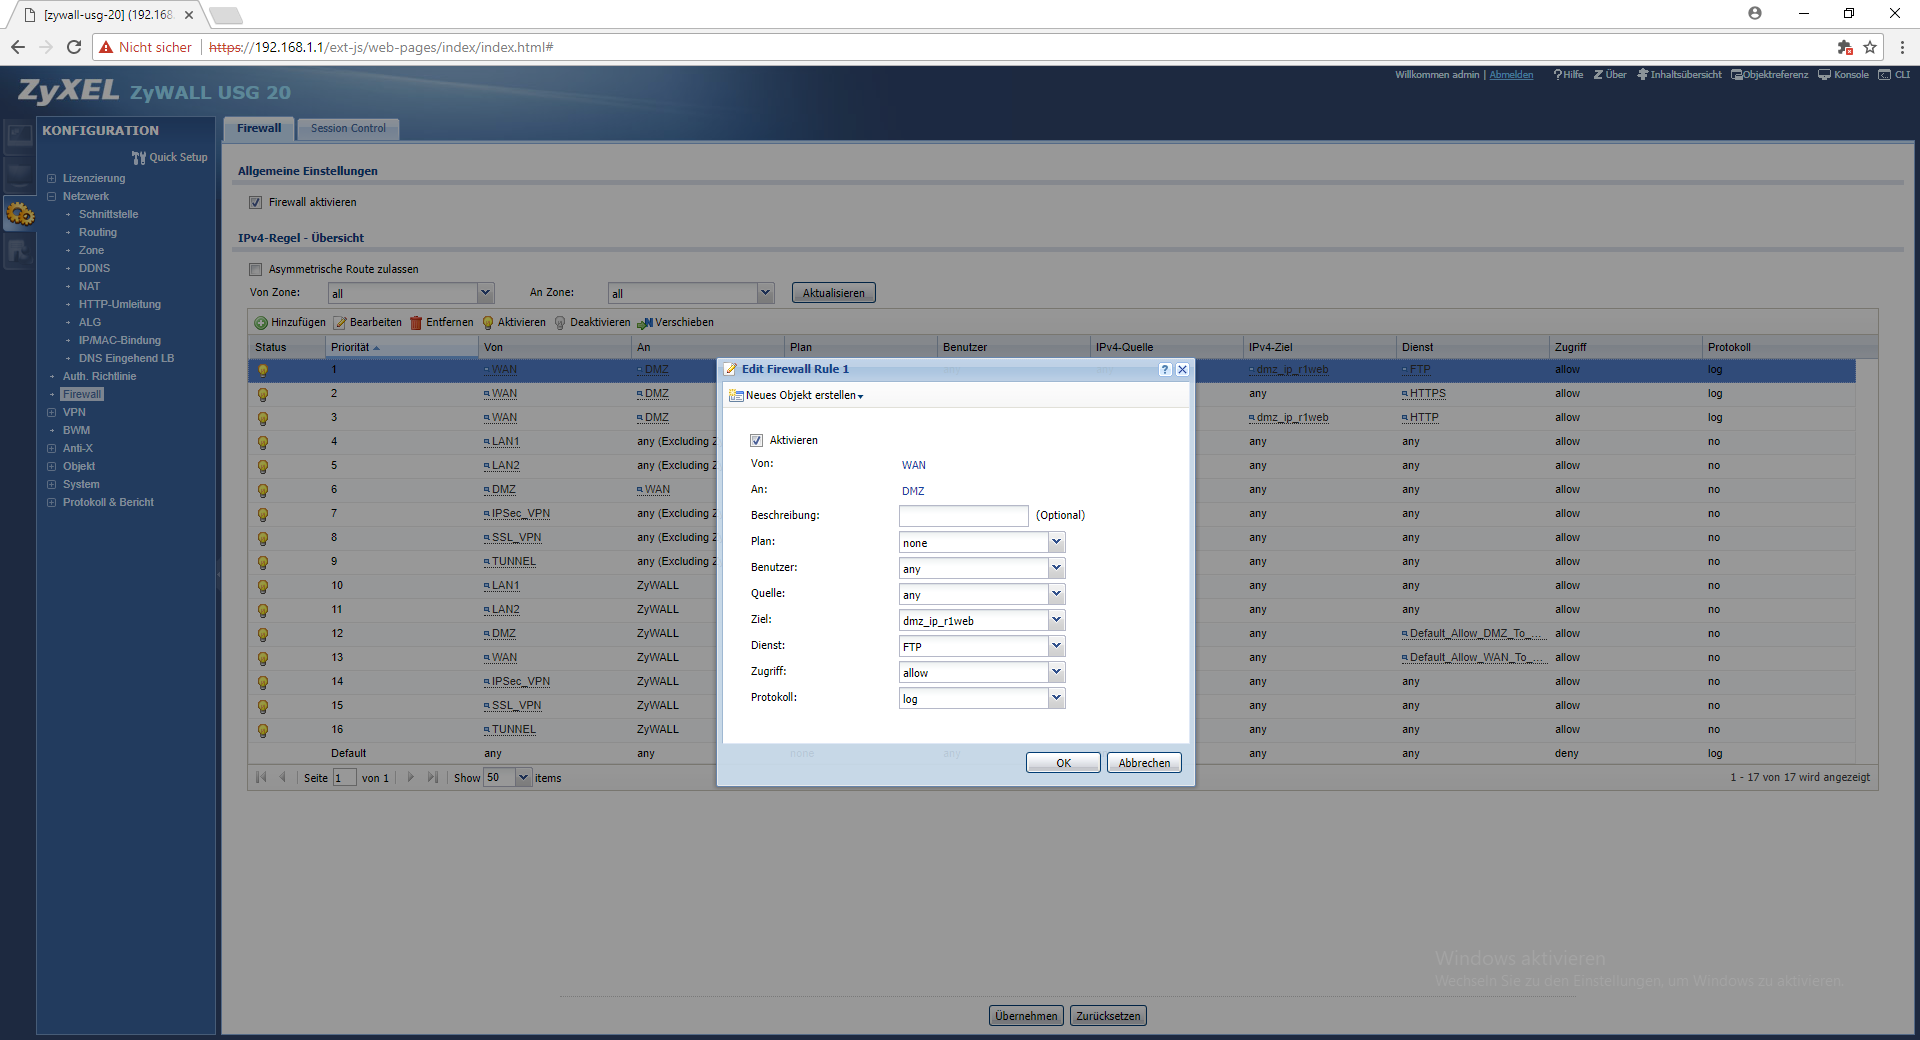 [zywall-usg-20] (192.168.
Nicht sicher https://192.168.1.1/ext-js/web-pages/index/index.html#
ZyXEL ZyWALL USG 20
Willkommen admin | Abmelden ?Hilfe Z Über Inhaltsübersicht Objektreferenz Konsole CLI
KONFIGURATION
Quick Setup
Lizenzierung
Netzwerk
Schnittstelle
Routing
Zone
DDNS
NAT
HTTP-Umleitung
ALG
IP/MAC-Bindung
DNS Eingehend LB
Auth. Richtlinie
Firewall
VPN
BWM
Anti-X
Objekt
System
Protokoll & Bericht
Firewall Session Control
Allgemeine Einstellungen
Firewall aktivieren
IPv4-Regel - Übersicht
Asymmetrische Route zulassen
Von Zone: all An Zone: all Aktualisieren
Hinzufügen Bearbeiten Entfernen Aktivieren Deaktivieren Verschieben
Status Priorität Von An Plan Benutzer IPv4-Quelle IPv4-Ziel Dienst Zugriff Protokoll
1 WAN DMZ dmz_ip_r1web FTP allow log
2 WAN DMZ any HTTPS allow log
3 WAN DMZ dmz_ip_r1web HTTP allow log
4 LAN1 any (Excluding Z any any allow no
5 LAN2 any (Excluding Z any any allow no
6 DMZ WAN any any allow no
7 IPSec_VPN any (Excluding Z any any allow no
8 SSL_VPN any (Excluding Z any any allow no
9 TUNNEL any (Excluding Z any any allow no
10 LAN1 ZyWALL any any allow no
11 LAN2 ZyWALL any any allow no
12 DMZ ZyWALL any Default_Allow_DMZ_To_... allow no
13 WAN ZyWALL any Default_Allow_WAN_To_... allow no
14 IPSec_VPN ZyWALL any any allow no
15 SSL_VPN ZyWALL any any allow no
16 TUNNEL ZyWALL any any allow no
Default any any none any any any deny log
Seite 1 von 1 Show 50 items 1 - 17 von 17 wird angezeigt
Edit Firewall Rule 1
Neues Objekt erstellen
Aktivieren
Von: WAN
An: DMZ
Beschreibung: (Optional)
Plan: none
Benutzer: any
Quelle: any
Ziel: dmz_ip_r1web
Dienst: FTP
Zugriff: allow
Protokoll: log
OK Abbrechen
Windows aktivieren
Wechseln Sie zu den Einstellungen, um Windows zu aktivieren.
Übernehmen Zurücksetzen